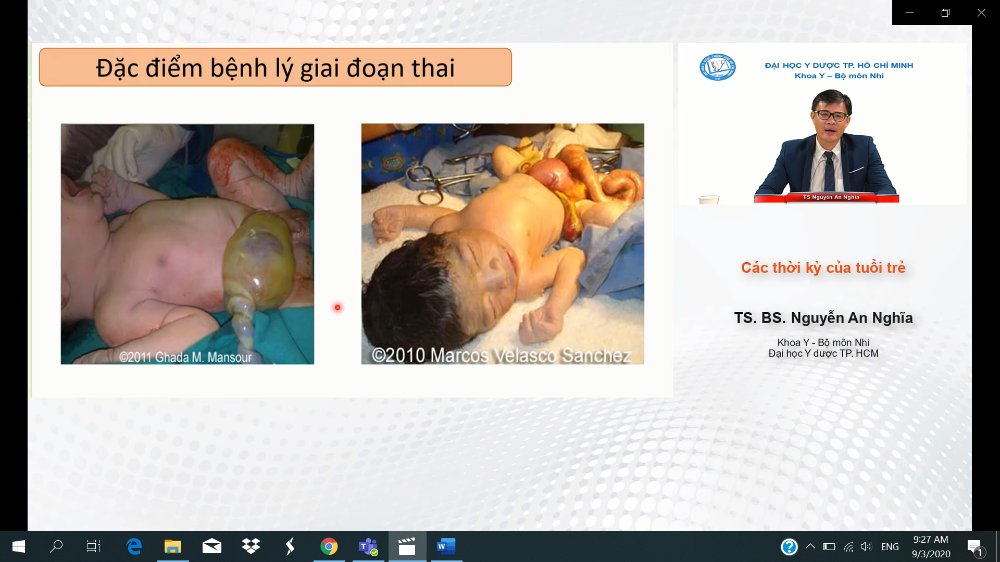 Đặc điểm bệnh lý giai đoạn thai
©2011 Ghada M. Mansour
©2010 Marcos Velasco Sanchez
ĐẠI HỌC Y DƯỢC TP. HỒ CHÍ MINH
Khoa Y – Bộ môn Nhi
TS Nguyễn An Nghĩa
Các thời kỳ của tuổi trẻ
TS. BS. Nguyễn An Nghĩa
Khoa Y - Bộ môn Nhi
Đại học Y dược TP. HCM
ENG
9:27 AM
9/3/2020
1